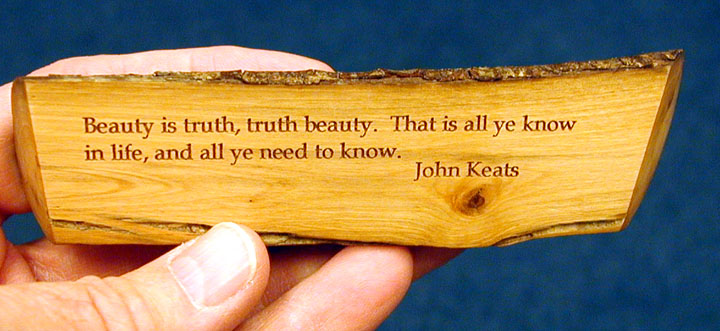 Beauty is truth, truth beauty.  That is all ye know
in life, and all ye need to know.
John Keats